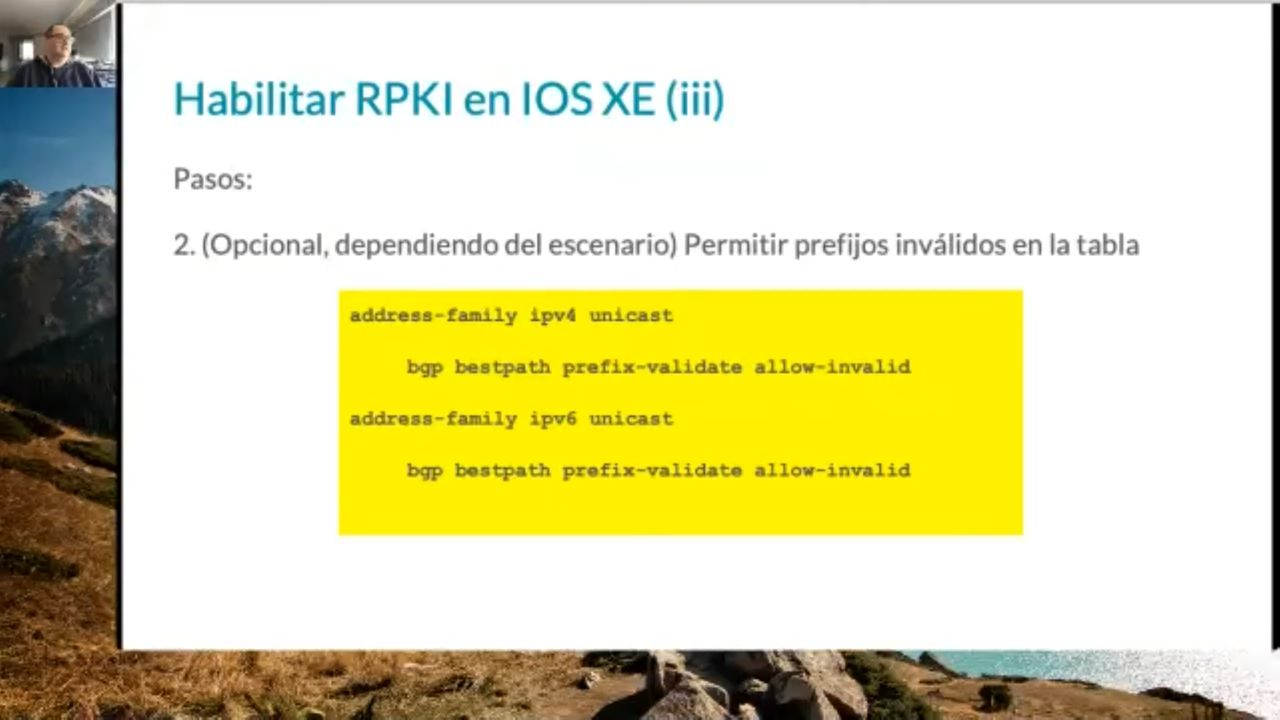 Habilitar RPKI en IOS XE (iii)
Pasos:
2. (Opcional, dependiendo del escenario) Permitir prefijos inválidos en la tabla
address-family ipv4 unicast
bgp bestpath prefix-validate allow-invalid
address-family ipv6 unicast
bgp bestpath prefix-validate allow-invalid